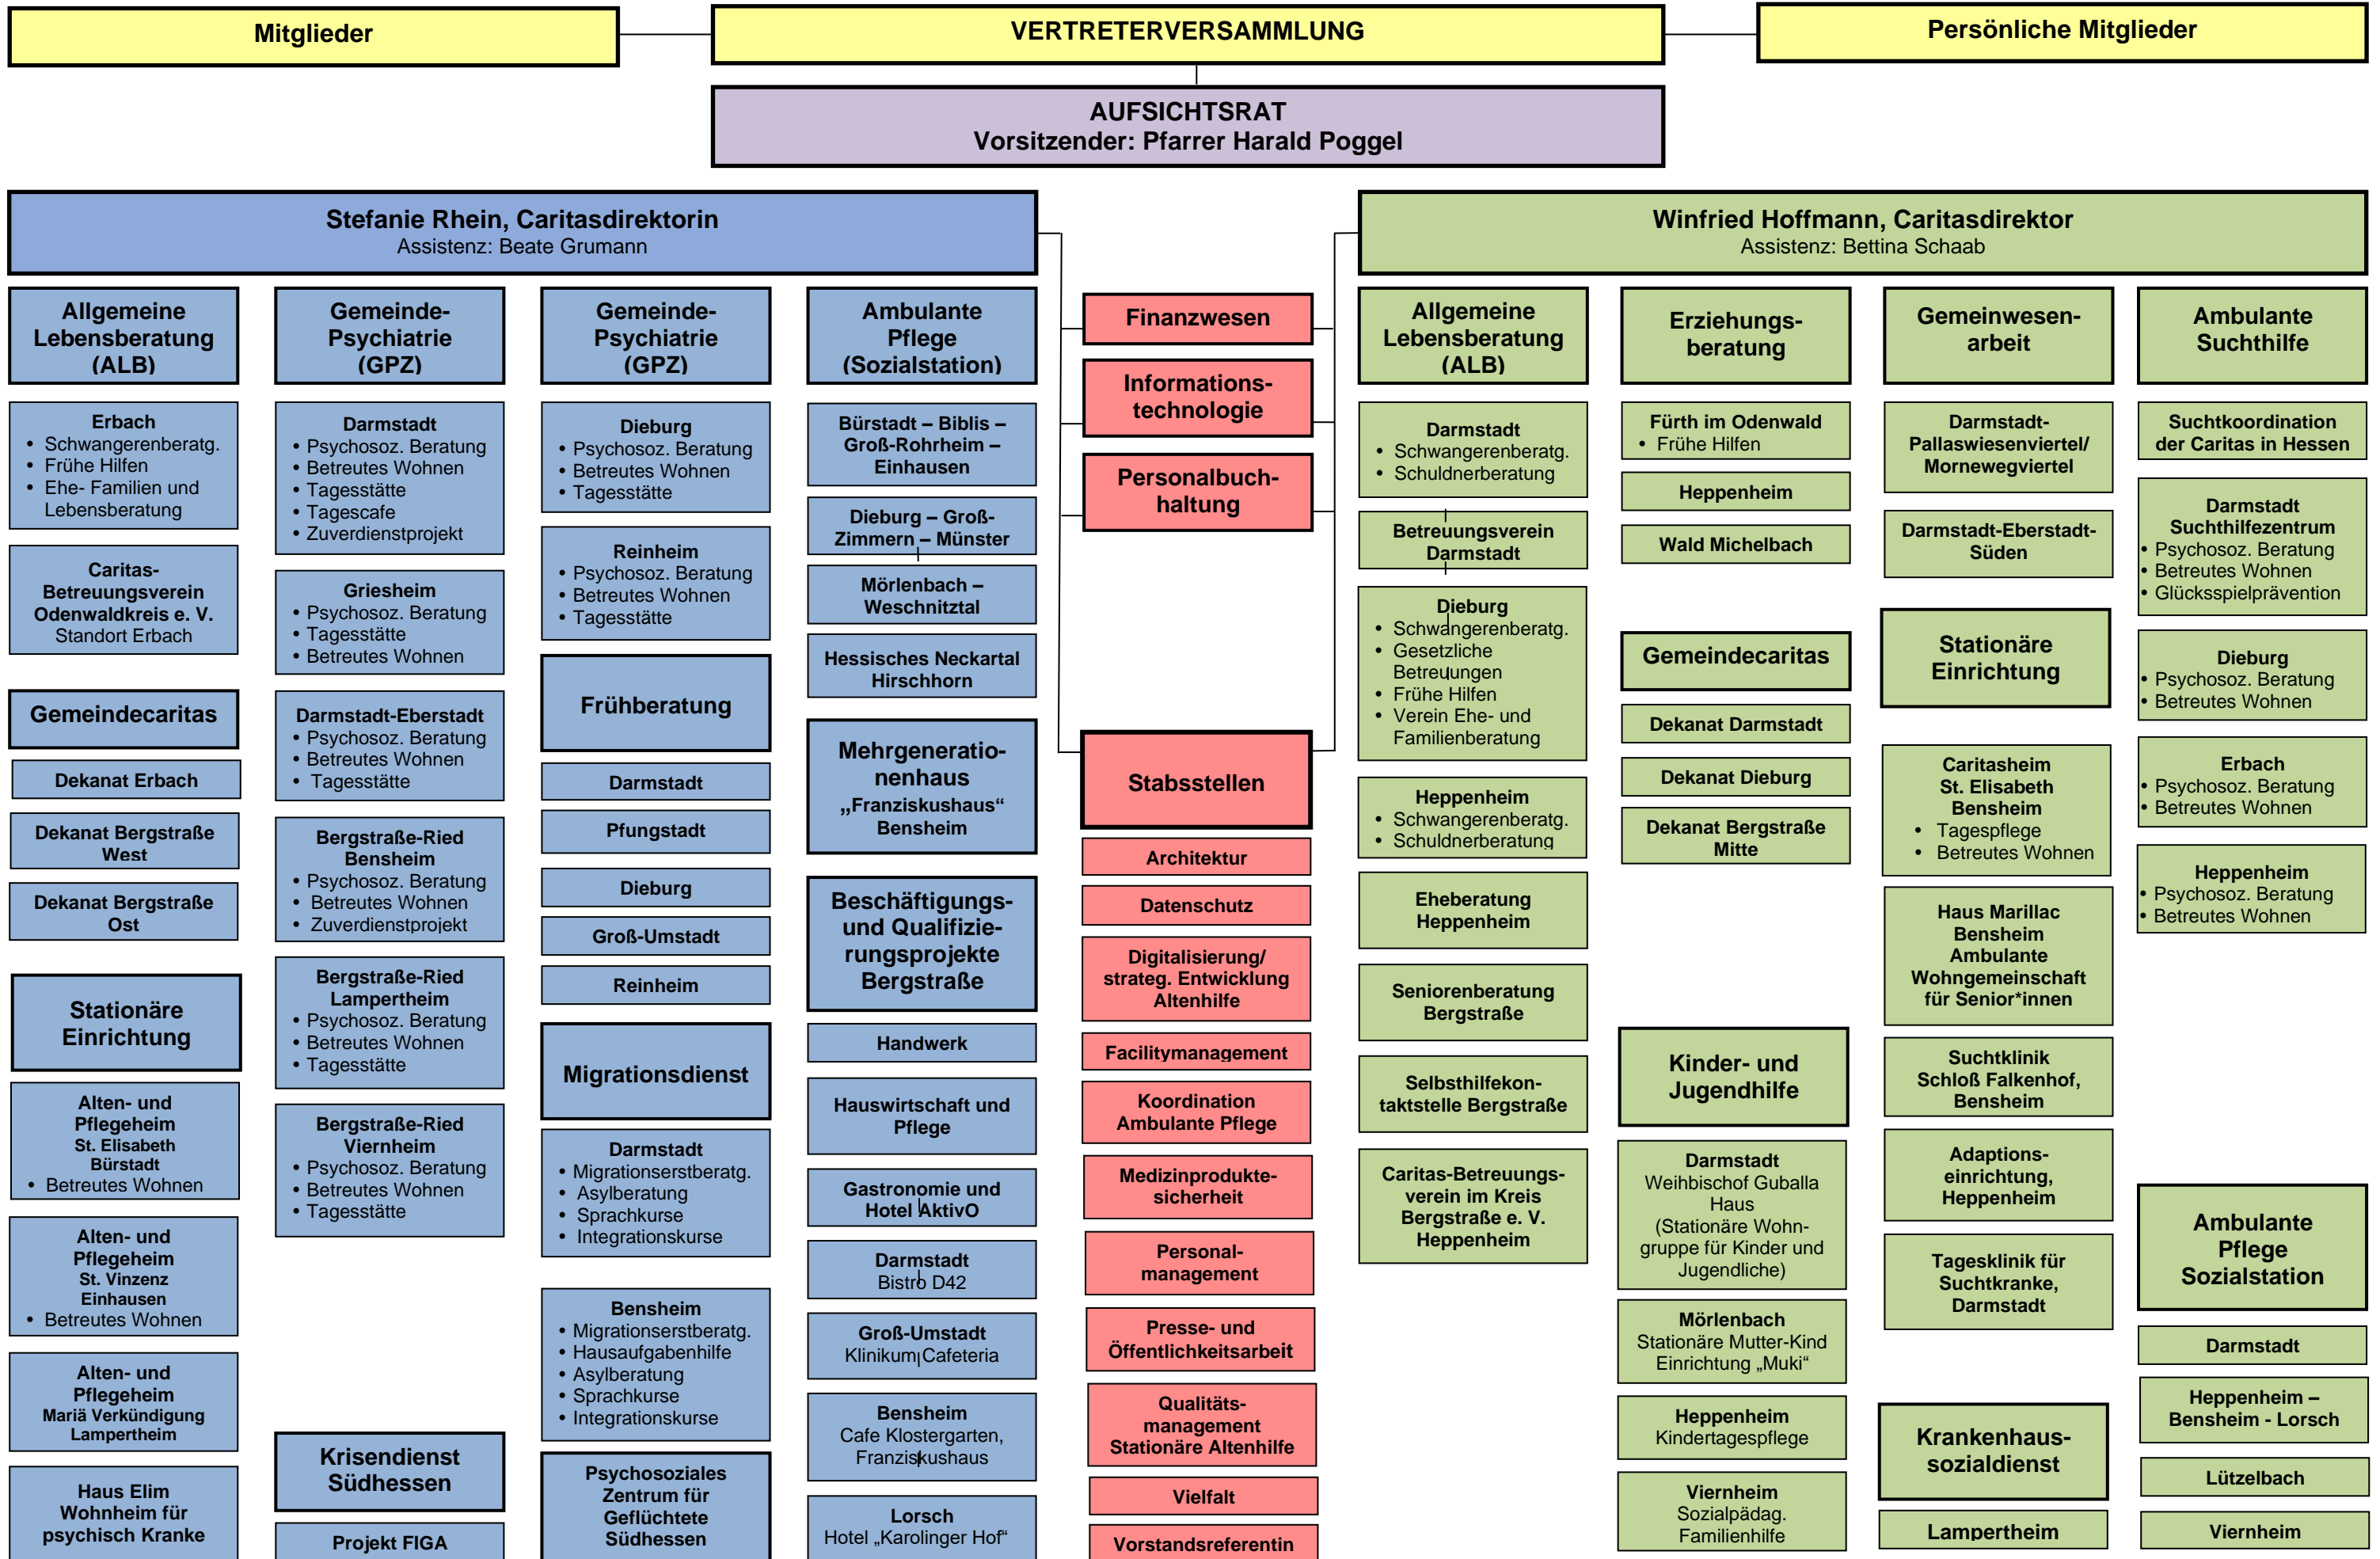 Mitglieder
VERTRETERVERSAMMLUNG
Persönliche Mitglieder
AUFSICHTSRAT
Vorsitzender: Pfarrer Harald Poggel
Stefanie Rhein, Caritasdirektorin
Assistenz: Beate Grumann
Winfried Hoffmann, Caritasdirektor
Assistenz: Bettina Schaab
Allgemeine
Lebensberatung
(ALB)
Erbach
• Schwangerenberatg.
• Frühe Hilfen
• Ehe- Familien und
Lebensberatung
Caritas-
Betreuungsverein
Odenwaldkreis e. V.
Standort Erbach
Gemeindecaritas
Dekanat Erbach
Dekanat Bergstraße
West
Dekanat Bergstraße
Ost
Stationäre
Einrichtung
Alten- und
Pflegeheim
St. Elisabeth
Bürstadt
• Betreutes Wohnen
Alten- und
Pflegeheim
St. Vinzenz
Einhausen
• Betreutes Wohnen
Alten- und
Pflegeheim
Mariä Verkündigung
Lampertheim
Haus Elim
Wohnheim für
psychisch Kranke
Gemeinde-
Psychiatrie
(GPZ)
Darmstadt
• Psychosoz. Beratung
• Betreutes Wohnen
• Tagesstätte
• Tagescafe
• Zuverdienstprojekt
Griesheim
• Psychosoz. Beratung
• Tagesstätte
• Betreutes Wohnen
Darmstadt-Eberstadt
• Psychosoz. Beratung
• Betreutes Wohnen
• Tagesstätte
Bergstraße-Ried
Bensheim
• Psychosoz. Beratung
• Betreutes Wohnen
• Zuverdienstprojekt
Bergstraße-Ried
Lampertheim
• Psychosoz. Beratung
• Betreutes Wohnen
• Tagesstätte
Bergstraße-Ried
Viernheim
• Psychosoz. Beratung
• Betreutes Wohnen
• Tagesstätte
Krisendienst
Südhessen
Projekt FIGA
Gemeinde-
Psychiatrie
(GPZ)
Dieburg
• Psychosoz. Beratung
• Betreutes Wohnen
• Tagesstätte
Reinheim
• Psychosoz. Beratung
• Betreutes Wohnen
• Tagesstätte
Frühberatung
Darmstadt
Pfungstadt
Dieburg
Groß-Umstadt
Reinheim
Migrationsdienst
Darmstadt
• Migrationserstberatg.
• Asylberatung
• Sprachkurse
• Integrationskurse
Bensheim
• Migrationserstberatg.
• Hausaufgabenhilfe
• Asylberatung
• Sprachkurse
• Integrationskurse
Psychosoziales
Zentrum für
Geflüchtete
Südhessen
Ambulante
Pflege
(Sozialstation)
Bürstadt – Biblis –
Groß-Rohrheim –
Einhausen
Dieburg – Groß-
Zimmern – Münster
Mörlenbach –
Weschnitztal
Hessisches Neckartal
Hirschhorn
Mehrgeneratio-
nenhaus
„Franziskushaus“
Bensheim
Beschäftigungs-
und Qualifizie-
rungsprojekte
Bergstraße
Handwerk
Hauswirtschaft und
Pflege
Gastronomie und
Hotel AktivO
Darmstadt
Bistro D42
Groß-Umstadt
Klinikum Cafeteria
Bensheim
Cafe Klostergarten,
Franziskushaus
Lorsch
Hotel „Karolinger Hof“
Finanzwesen
Informations-
technologie
Personalbuch-
haltung
Stabsstellen
Architektur
Datenschutz
Digitalisierung/
strateg. Entwicklung
Altenhilfe
Facilitymanagement
Koordination
Ambulante Pflege
Medizinprodukte-
sicherheit
Personal-
management
Presse- und
Öffentlichkeitsarbeit
Qualitäts-
management
Stationäre Altenhilfe
Vielfalt
Vorstandsreferentin
Allgemeine
Lebensberatung
(ALB)
Darmstadt
• Schwangerenberatg.
• Schuldnerberatung
Betreuungsverein
Darmstadt
Dieburg
• Schwangerenberatg.
• Gesetzliche
Betreuungen
• Frühe Hilfen
• Verein Ehe- und
Familienberatung
Heppenheim
• Schwangerenberatg.
• Schuldnerberatung
Eheberatung
Heppenheim
Seniorenberatung
Bergstraße
Selbsthilfekon-
taktstelle Bergstraße
Caritas-Betreuungs-
verein im Kreis
Bergstraße e. V.
Heppenheim
Erziehungs-
beratung
Fürth im Odenwald
• Frühe Hilfen
Heppenheim
Wald Michelbach
Gemeindecaritas
Dekanat Darmstadt
Dekanat Dieburg
Dekanat Bergstraße
Mitte
Kinder- und
Jugendhilfe
Darmstadt
Weihbischof Guballa
Haus
(Stationäre Wohn-
gruppe für Kinder und
Jugendliche)
Mörlenbach
Stationäre Mutter-Kind
Einrichtung „Muki“
Heppenheim
Kindertagespflege
Viernheim
Sozialpädag.
Familienhilfe
Gemeinwesen-
arbeit
Darmstadt-
Pallaswiesenviertel/
Mornewegviertel
Darmstadt-Eberstadt-
Süden
Stationäre
Einrichtung
Caritasheim
St. Elisabeth
Bensheim
• Tagespflege
• Betreutes Wohnen
Haus Marillac
Bensheim
Ambulante
Wohngemeinschaft
für Senior*innen
Suchtklinik
Schloß Falkenhof,
Bensheim
Adaptions-
einrichtung,
Heppenheim
Tagesklinik für
Suchtkranke,
Darmstadt
Krankenhaus-
sozialdienst
Lampertheim
Ambulante
Suchthilfe
Suchtkoordination
der Caritas in Hessen
Darmstadt
Suchthilfezentrum
• Psychosoz. Beratung
• Betreutes Wohnen
• Glücksspielprävention
Dieburg
• Psychosoz. Beratung
• Betreutes Wohnen
Erbach
• Psychosoz. Beratung
• Betreutes Wohnen
Heppenheim
• Psychosoz. Beratung
• Betreutes Wohnen
Ambulante
Pflege
Sozialstation
Darmstadt
Heppenheim –
Bensheim - Lorsch
Lützelbach
Viernheim